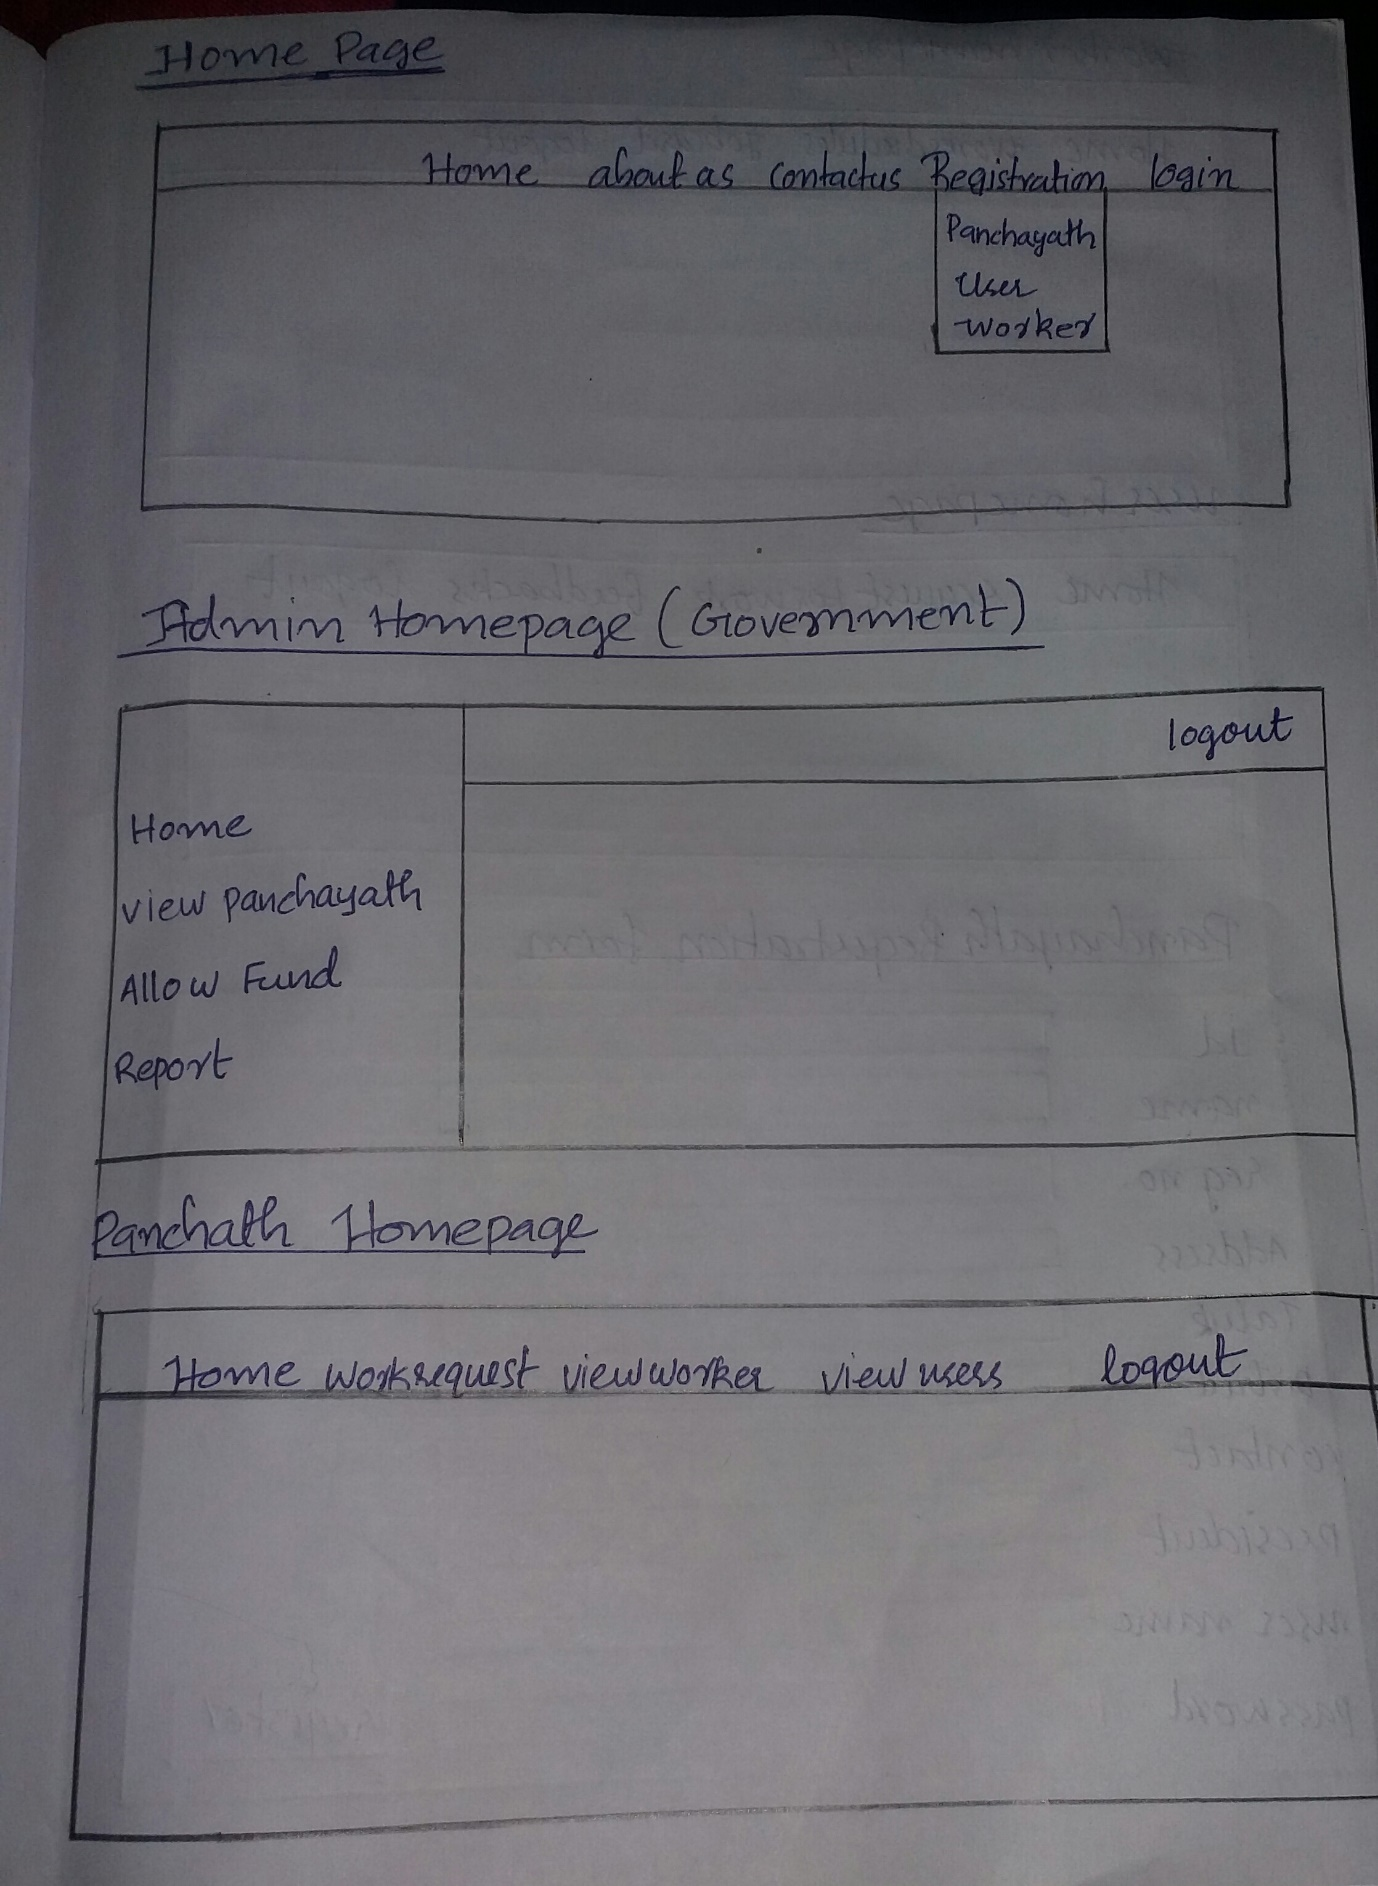 Home Page
Home about as contactus Registration login
Panchayath
User
worker
Admin Homepage (Government)
logout
Home
view panchayath
Allow Fund
Report
Panchath Homepage
Home workrequest viewworker view users logout